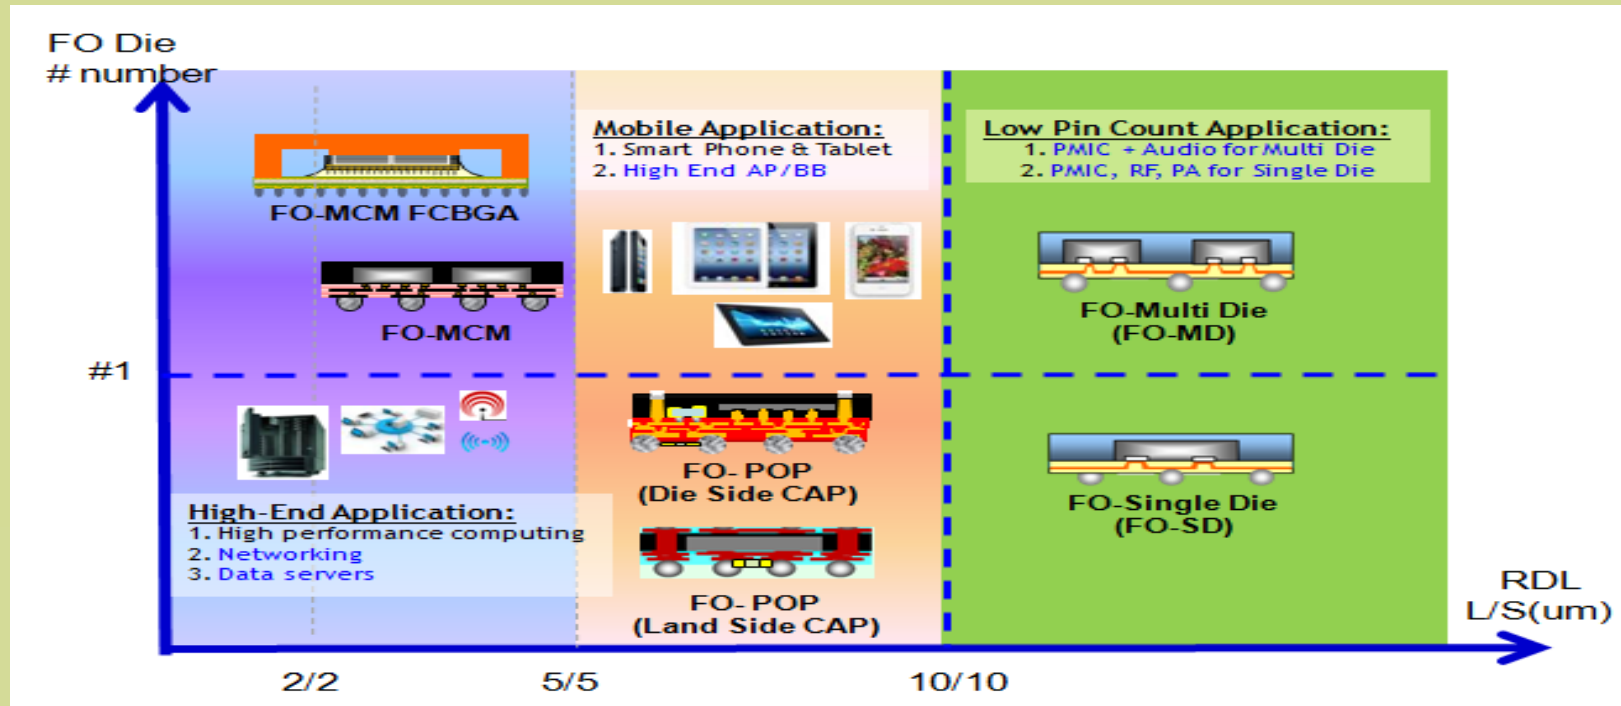 FO Die
# number
FO-MCM FCBGA
FO-MCM
#1
High-End Application:
1. High performance computing
2. Networking
3. Data servers
Mobile Application:
1. Smart Phone & Tablet
2. High End AP/BB
FO- POP
(Die Side CAP)
FO- POP
(Land Side CAP)
Low Pin Count Application:
1. PMIC + Audio for Multi Die
2. PMIC, RF, PA for Single Die
FO-Multi Die
(FO-MD)
FO-Single Die
(FO-SD)
RDL
L/S(um)
2/2
5/5
10/10